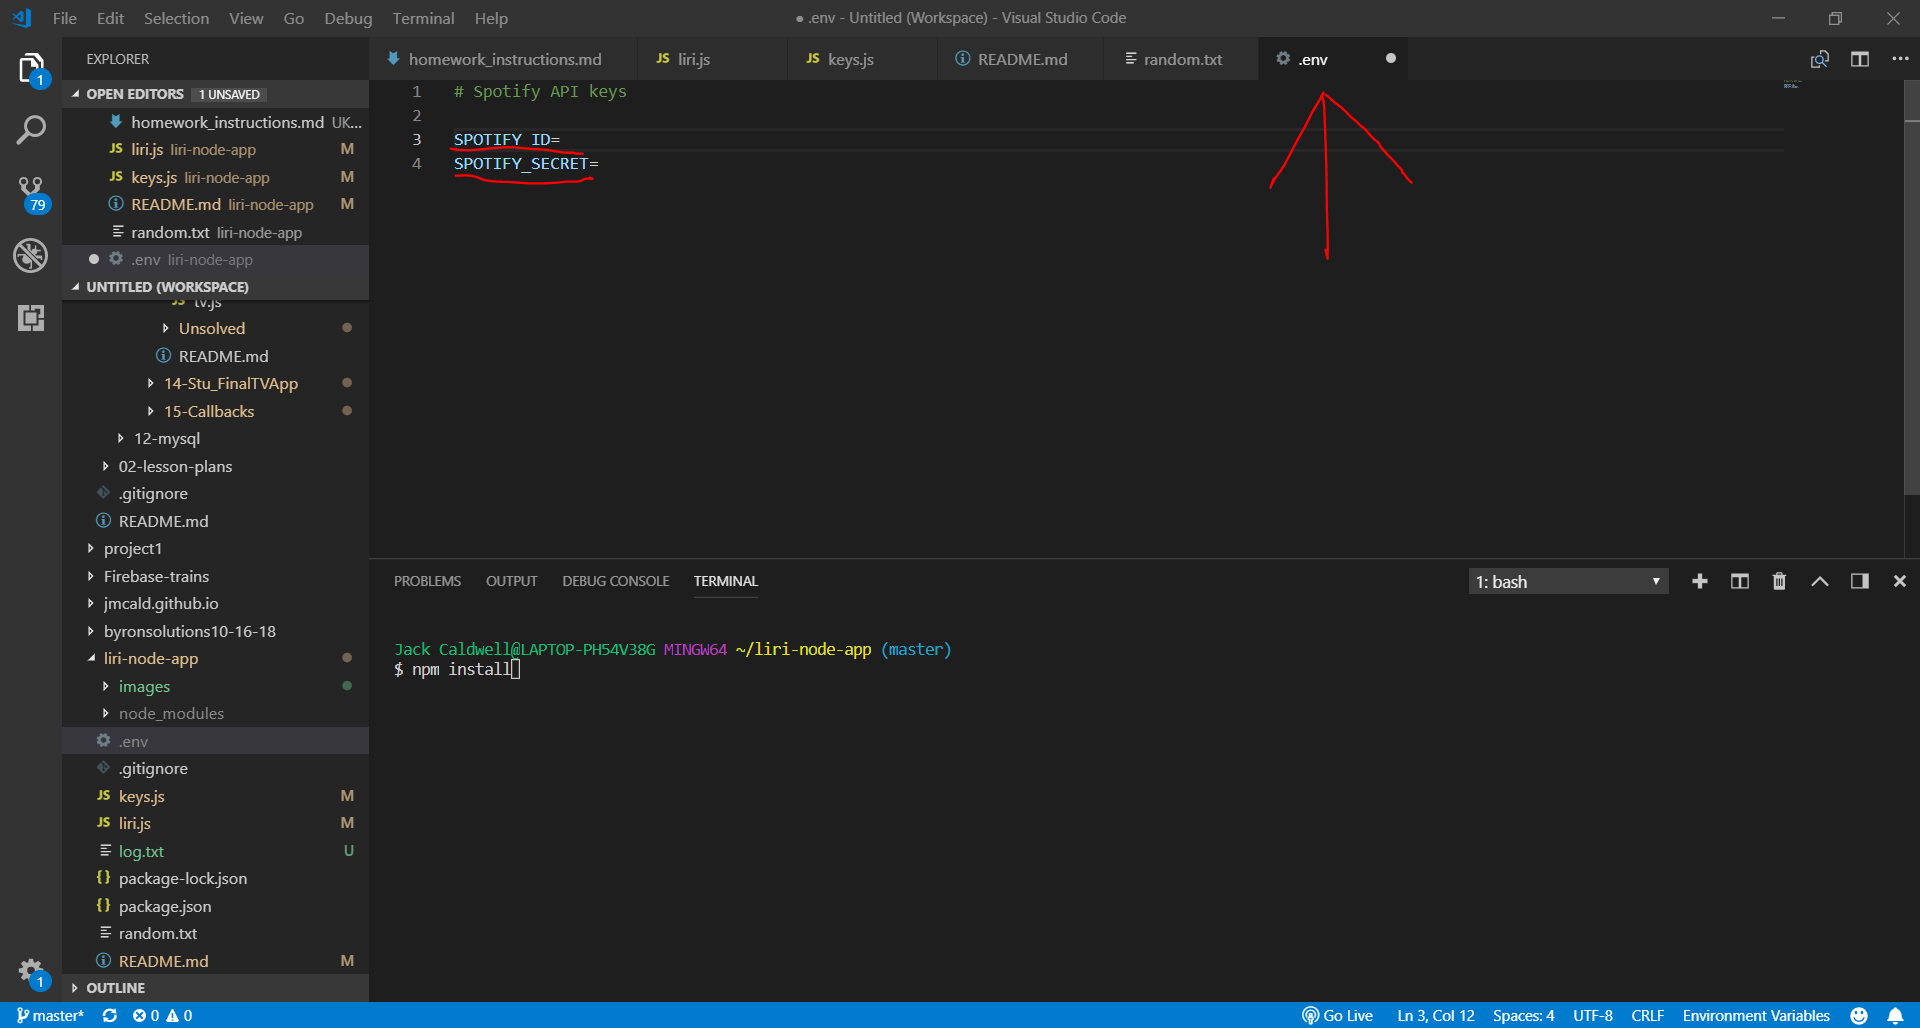 File Edit Selection View Go Debug Terminal Help
● .env - Untitled (Workspace) - Visual Studio Code
1
79
1
EXPLORER
OPEN EDITORS 1 UNSAVED
homework_instructions.md UK...
JS liri.js liri-node-app M
JS keys.js liri-node-app M
README.md liri-node-app M
random.txt liri-node-app
.env liri-node-app
UNTITLED (WORKSPACE)
JS tv.js
Unsolved
README.md
14-Stu_FinalTVApp
15-Callbacks
12-mysql
02-lesson-plans
.gitignore
README.md
project1
Firebase-trains
jmcald.github.io
byronsolutions10-16-18
liri-node-app
images
node_modules
.env
.gitignore
JS keys.js M
JS liri.js M
log.txt U
{} package-lock.json
{} package.json
random.txt
README.md M
OUTLINE
homework_instructions.md JS liri.js JS keys.js README.md random.txt .env
1 # Spotify API keys
2
3 SPOTIFY_ID=
4 SPOTIFY_SECRET=
PROBLEMS OUTPUT DEBUG CONSOLE TERMINAL 1: bash
Jack Caldwell@LAPTOP-PH54V38G MINGW64 ~/liri-node-app (master)
$ npm install
master* 0 0 Go Live Ln 3, Col 12 Spaces: 4 UTF-8 CRLF Environment Variables